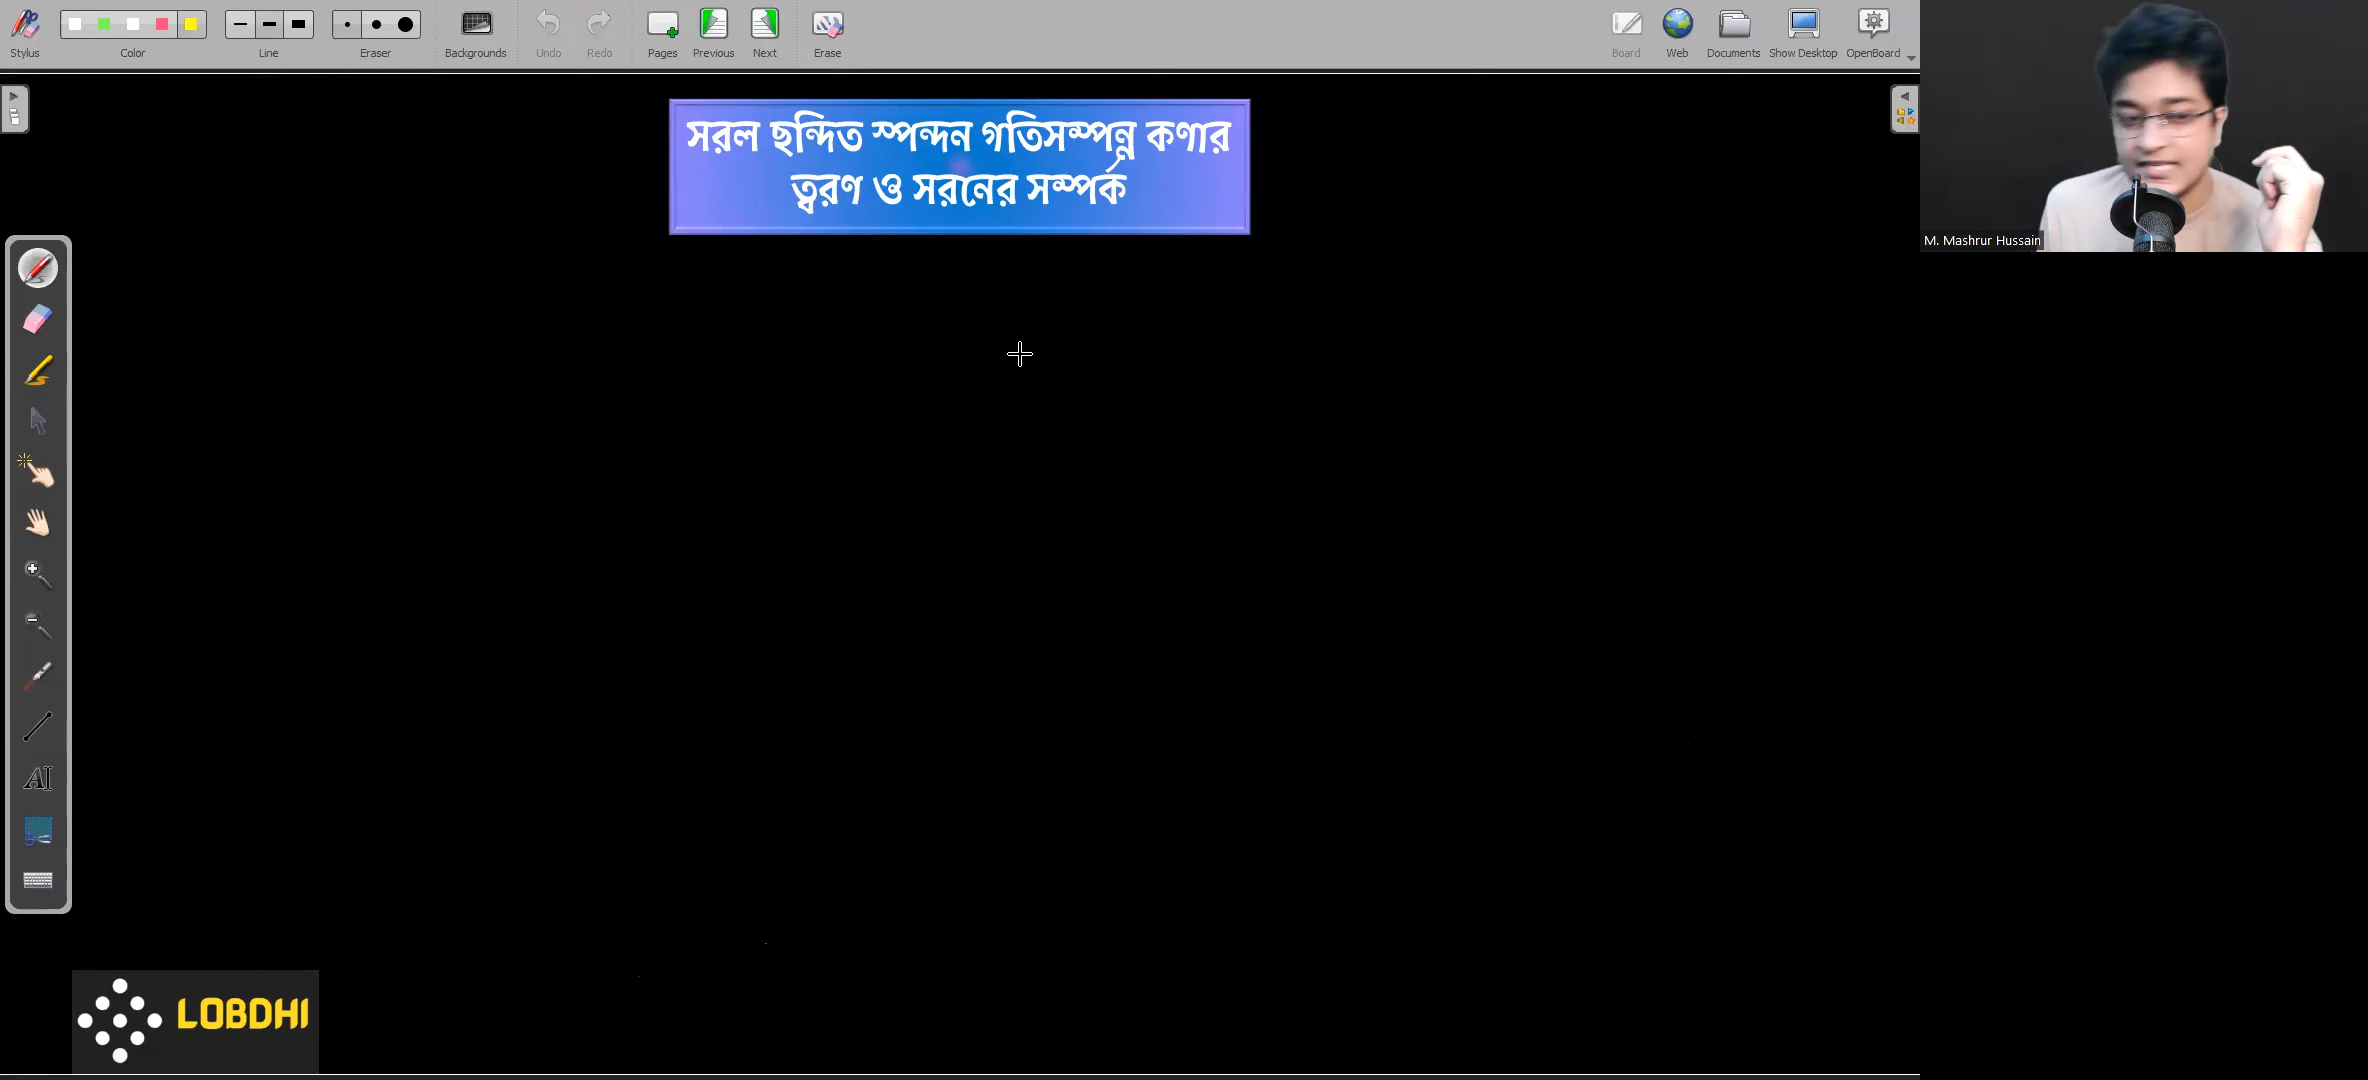 Stylus
Color
Line
Eraser
Backgrounds
Undo
Redo
Pages
Previous
Next
Erase
Board
Web
Documents
Show Desktop
OpenBoard
সরল ছন্দিত স্পন্দন গতিসম্পন্ন কণার
ত্বরণ ও সরনের সম্পর্ক
M. Mashrur Hussain
AI
LOBDHI